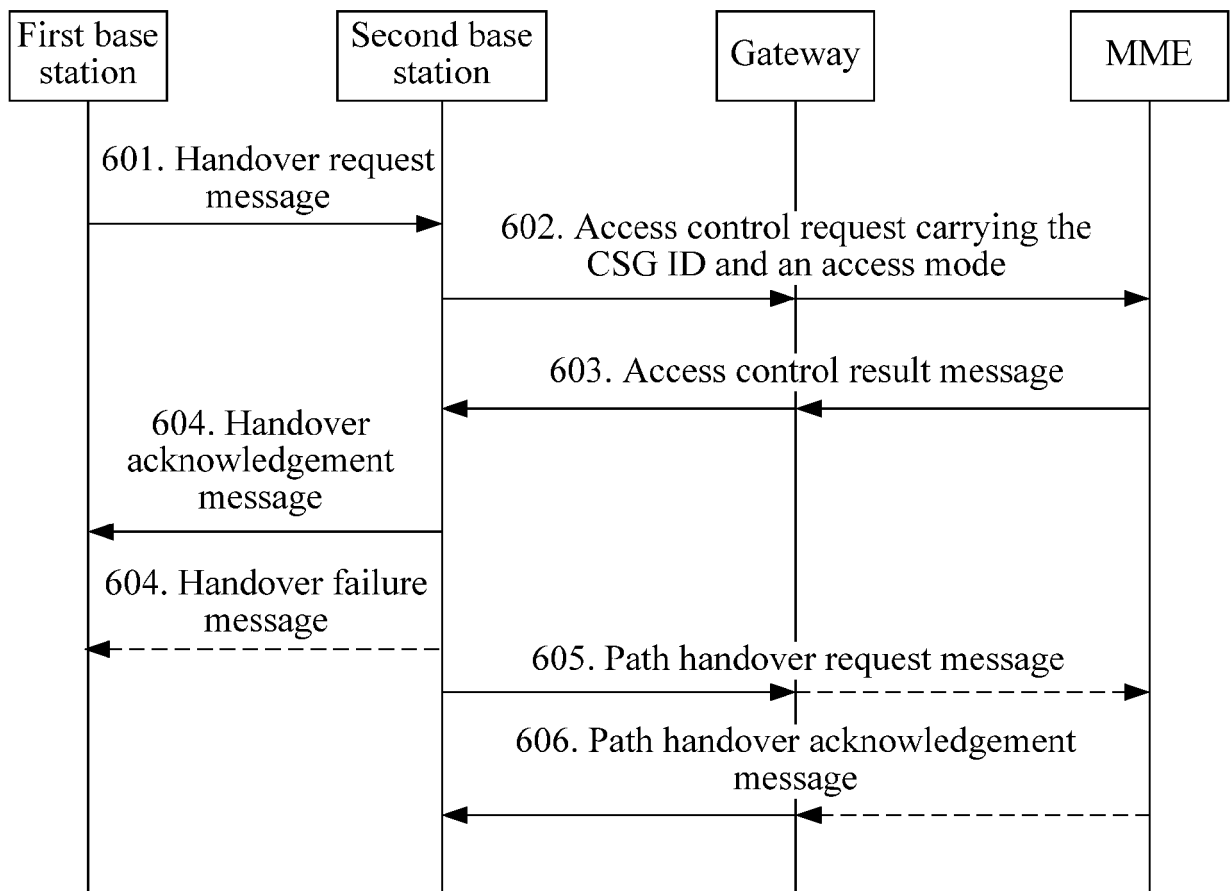 First base
station
Second base
station
Gateway
MME
601. Handover request
message
602. Access control request carrying the
CSG ID and an access mode
603. Access control result message
604. Handover
acknowledgement
message
604. Handover failure
message
605. Path handover request message
606. Path handover acknowledgement
message